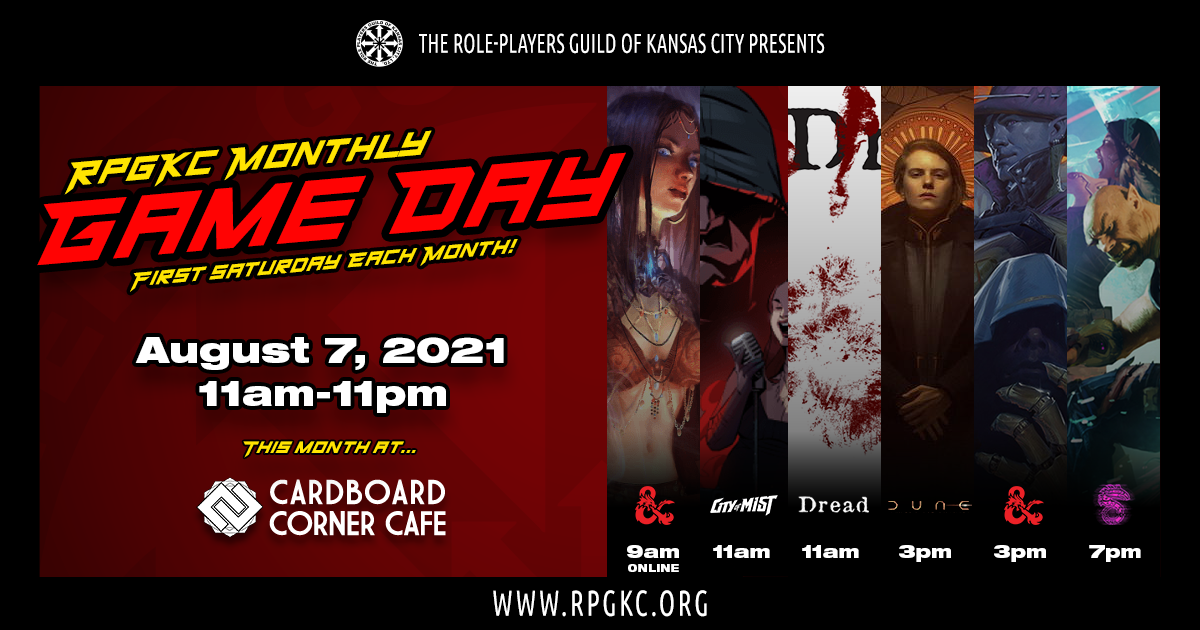 THE ROLE-PLAYERS GUILD OF KANSAS CITY PRESENTS
RPGKC MONTHLY
GAME DAY
FIRST SATURDAY EACH MONTH!
August 7, 2021
11am-11pm
THIS MONTH AT...
CARDBOARD
CORNER CAFE
Dr
CITY of MIST
Dread
DUNE
9am
ONLINE
11am
11am
3pm
3pm
7pm
WWW.RPGKC.ORG